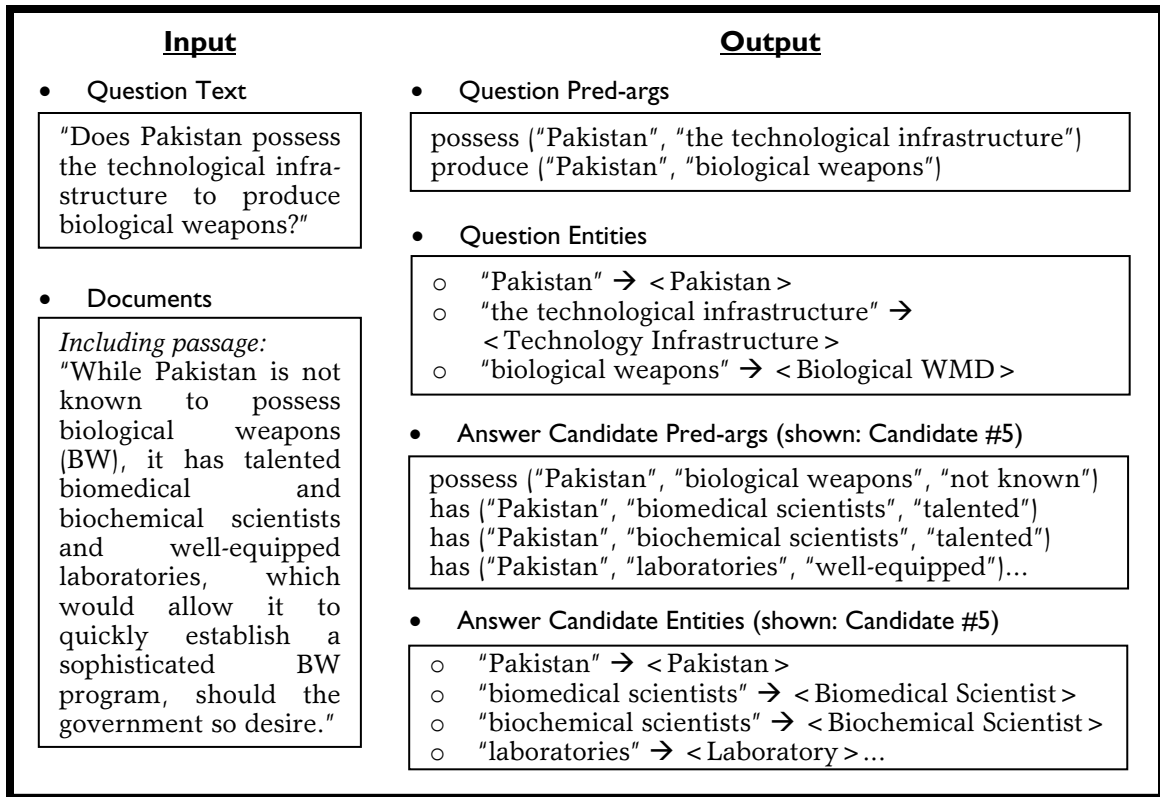 Input
• Question Text
“Does Pakistan possess
the technological infra-
structure to produce
biological weapons?”
• Documents
Including passage:
“While Pakistan is not
known to possess
biological weapons
(BW), it has talented
biomedical and
biochemical scientists
and well-equipped
laboratories, which
would allow it to
quickly establish a
sophisticated BW
program, should the
government so desire.”
Output
• Question Pred-args
possess (“Pakistan”, “the technological infrastructure”)
produce (“Pakistan”, “biological weapons”)
• Question Entities
o “Pakistan” → <Pakistan>
o “the technological infrastructure” →
<Technology Infrastructure>
o “biological weapons” → <Biological WMD>
• Answer Candidate Pred-args (shown: Candidate #5)
possess (“Pakistan”, “biological weapons”, “not known”)
has (“Pakistan”, “biomedical scientists”, “talented”)
has (“Pakistan”, “biochemical scientists”, “talented”)
has (“Pakistan”, “laboratories”, “well-equipped”)…
• Answer Candidate Entities (shown: Candidate #5)
o “Pakistan” → <Pakistan>
o “biomedical scientists” → <Biomedical Scientist>
o “biochemical scientists” → <Biochemical Scientist>
o “laboratories” → <Laboratory>…